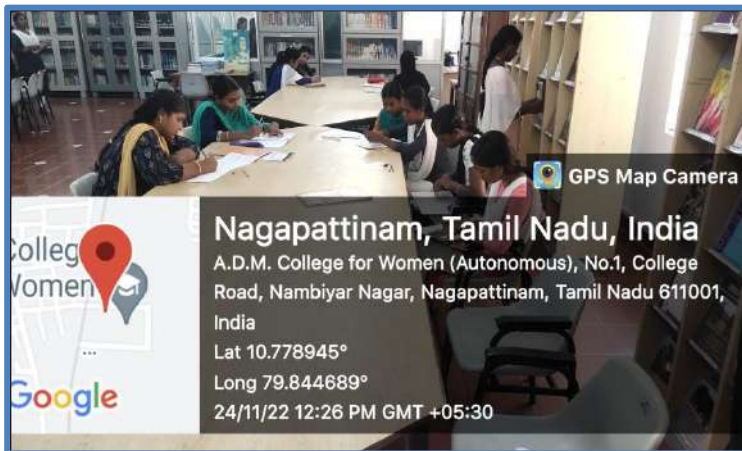 GPS Map Camera
Nagapattinam, Tamil Nadu, India
A.D.M. College for Women (Autonomous), No.1, College
Road, Nambiyar Nagar, Nagapattinam, Tamil Nadu 611001,
India
Lat 10.778945°
Long 79.844689°
24/11/22 12:26 PM GMT +05:30
Colleg
Women
Google